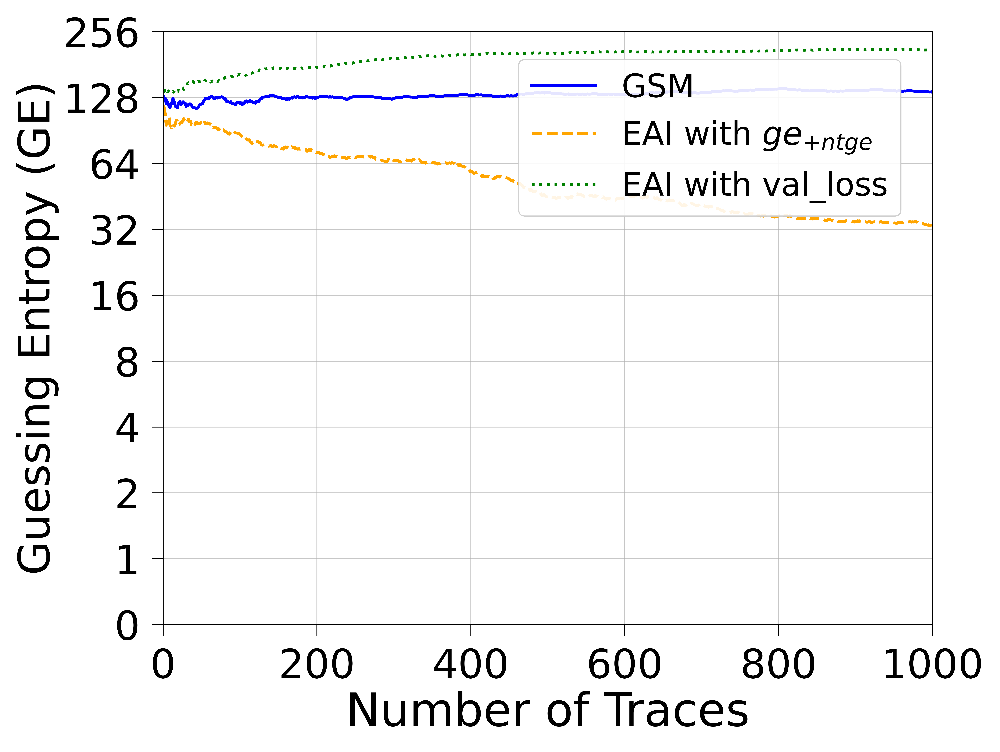 256
128
64
32
16
8
4
2
1
0
Guessing Entropy (GE)
GSM
EAI with ge+ntge
EAI with val_loss
0 200 400 600 800 1000
Number of Traces